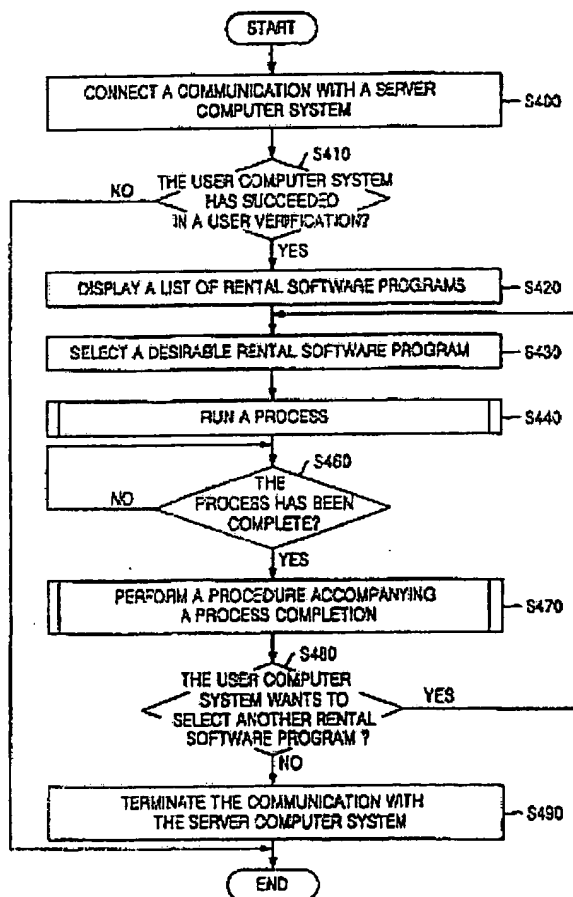 START
CONNECT A COMMUNICATION WITH A SERVER
COMPUTER SYSTEM
S400
S410
THE USER COMPUTER SYSTEM
HAS SUCCEEDED
IN A USER VERIFICATION?
NO
YES
DISPLAY A LIST OF RENTAL SOFTWARE PROGRAMS
S420
SELECT A DESIRABLE RENTAL SOFTWARE PROGRAM
S430
RUN A PROCESS
S440
S460
THE
PROCESS HAS BEEN
COMPLETE?
NO
YES
PERFORM A PROCEDURE ACCOMPANYING
A PROCESS COMPLETION
S470
S480
THE USER COMPUTER
SYSTEM WANTS TO
SELECT ANOTHER RENTAL
SOFTWARE PROGRAM ?
YES
NO
TERMINATE THE COMMUNICATION WITH
THE SERVER COMPUTER SYSTEM
S490
END